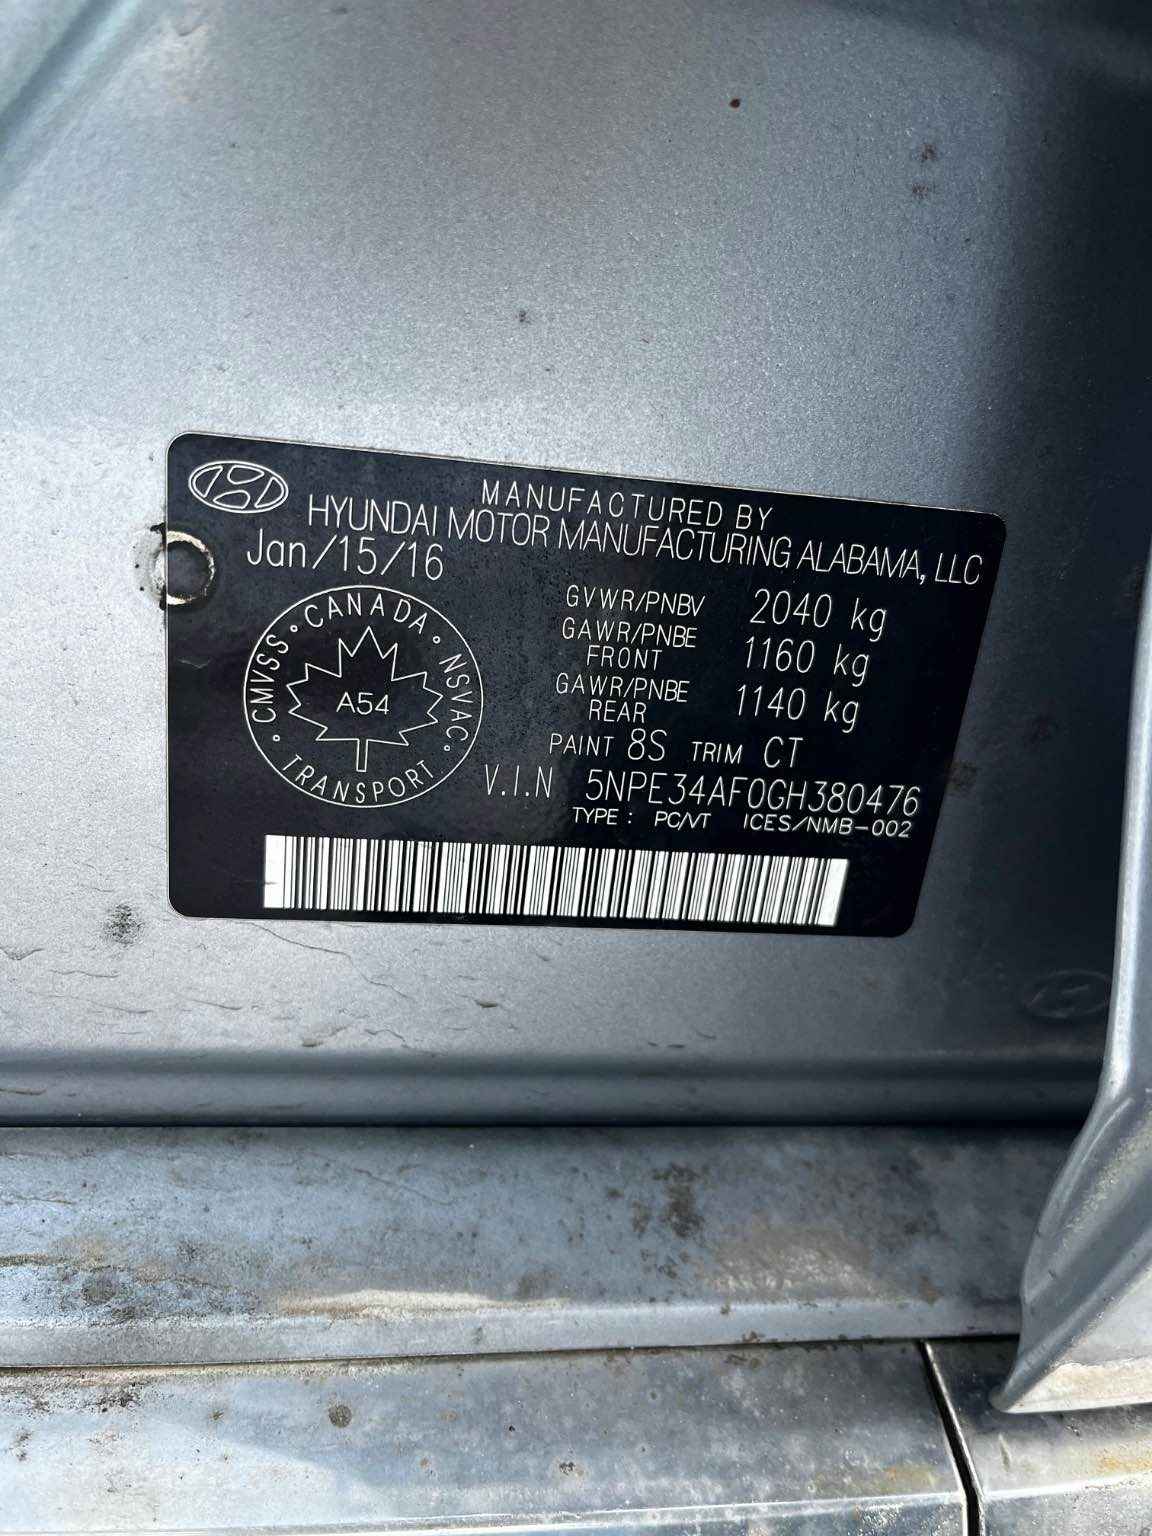 MANUFACTURED BY
HYUNDAI MOTOR MANUFACTURING ALABAMA, LLC
Jan/15/16
GVWR/PNBV 2040 kg
GAWR/PNBE
FRONT 1160 kg
GAWR/PNBE
REAR 1140 kg
PAINT 8S TRIM CT
V.I.N 5NPE34AF0GH380476
TYPE : PC/VT ICES/NMB-002
CANADA • NSVAC • TRANSPORT • CMVSS •
A54